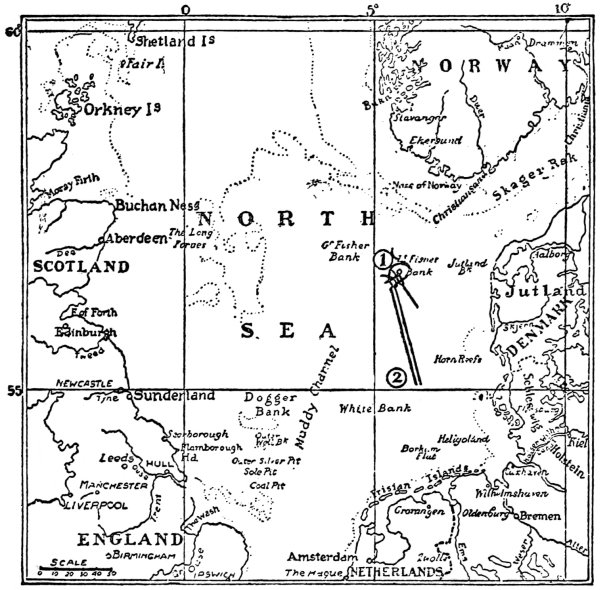 0
5°
10°
60°
Shetland Is
Fair I.
Orkney Is
NORWAY
Drammen
Stavanger
Ekersund
Christiansand
Naze of Norway
Skager Rak
Moray Firth
Buchan Ness
Aberdeen
Dee
The Long Forties
NORTH
SEA
Gt Fisher
Bank
1
Lt Fisher
Bank
Jutland
Bk
Aalborg
Jutland
SCOTLAND
F of Forth
Edinburgh
Tweed
DENMARK
Skjern
Horn Reefs
2
55
NEWCASTLE
Tyne
Sunderland
Dogger
Bank
Muddy Channel
White Bank
Schleswig
Kiel
Holstein
Scarborough
Flamborough
Hd.
Outer Silver Pit
Sole Pit
Coal Pit
Heligoland
Borkum
Flat
Leeds
Ouse
HULL
MANCHESTER
LIVERPOOL
Trent
The Wash
Frisian Islands
Cuxhaven
Wilhelmshaven
Groningen
Oldenburg
Bremen
Aller
ENGLAND
BIRMINGHAM
Ouse
IPSWICH
Amsterdam
The Hague
NETHERLANDS
Zwolle
Ems
Weser
SCALE
0 10 20 30 40 50